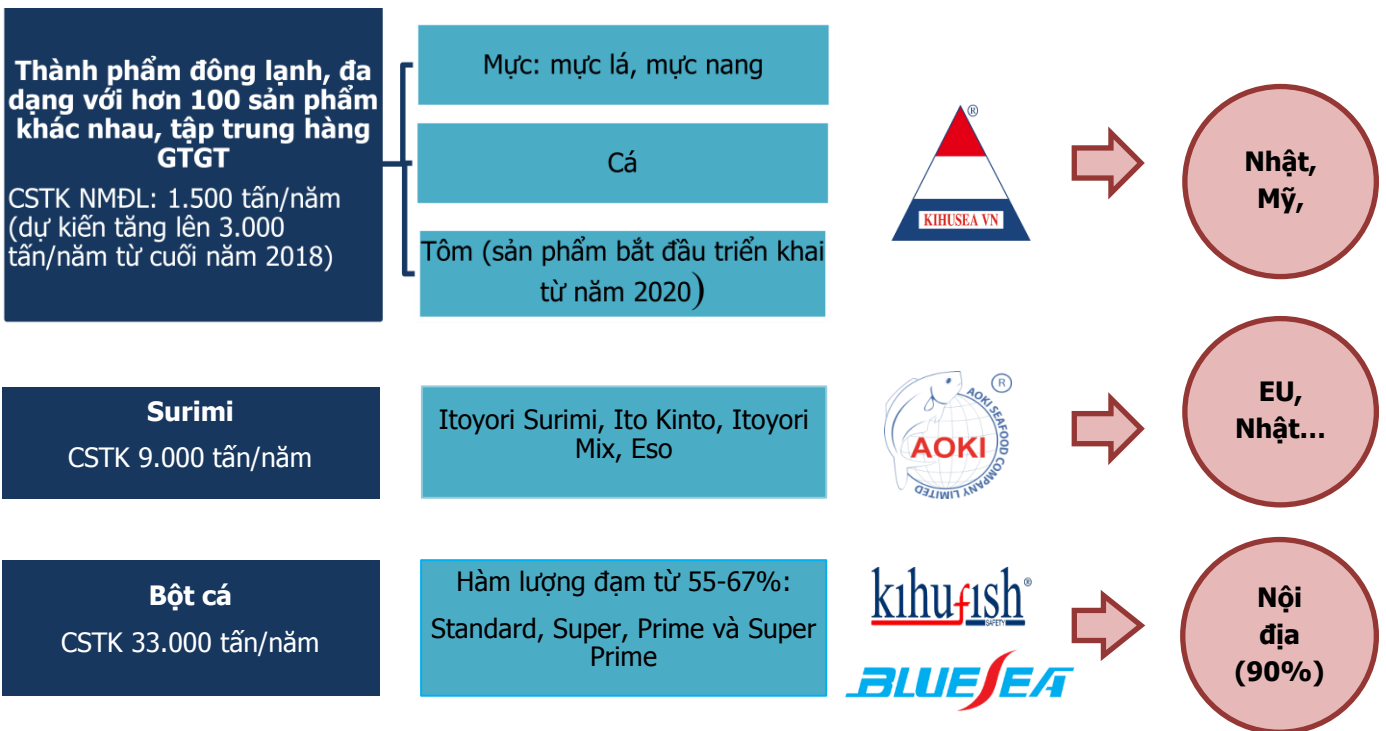 Thành phẩm đông lạnh, đa
dạng với hơn 100 sản phẩm
khác nhau, tập trung hàng
GTGT
CSTK NMĐL: 1.500 tấn/năm
(dự kiến tăng lên 3.000
tấn/năm từ cuối năm 2018)
Mực: mực lá, mực nang
Cá
Tôm (sản phẩm bắt đầu triển khai
từ năm 2020)
®
KIHUSEA VN
Nhật,
Mỹ,
Surimi
CSTK 9.000 tấn/năm
Itoyori Surimi, Ito Kinto, Itoyori
Mix, Eso
®
AOKI SEAFOOD COMPANY LIMITED
AOKI
EU,
Nhật...
Bột cá
CSTK 33.000 tấn/năm
Hàm lượng đạm từ 55-67%:
Standard, Super, Prime và Super
Prime
kihufish®
SAFETY
BLUESEA
Nội
địa
(90%)